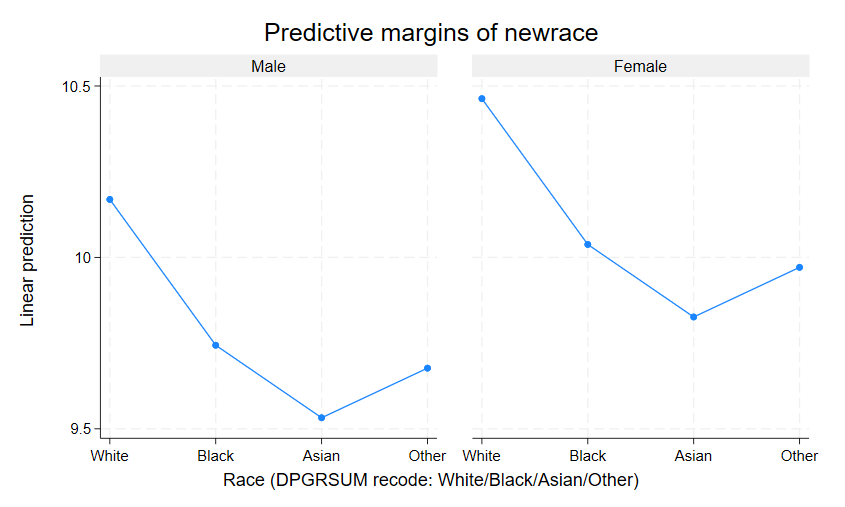 Predictive margins of newrace
Male
Female
Linear prediction
10.5
10
9.5
White Black Asian Other
White Black Asian Other
Race (DPGRSUM recode: White/Black/Asian/Other)